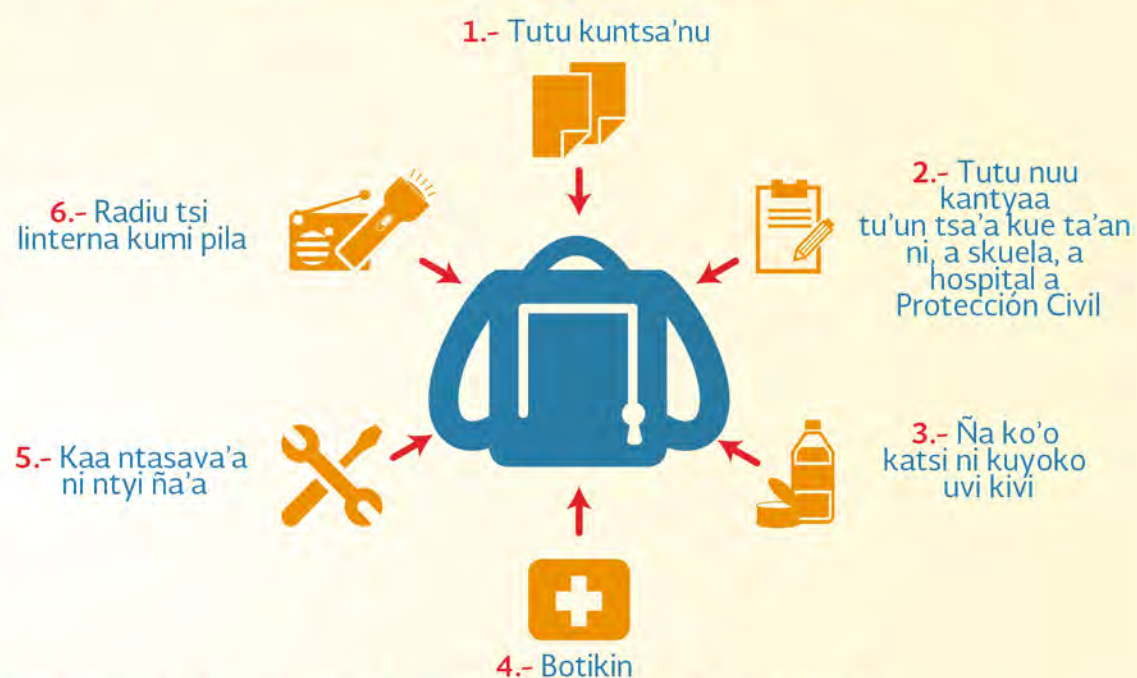 1.- Tutu kuntsa'nu
2.- Tutu nuu
kantyaa
tu'un tsa'a kue ta'an
ni, a skuela, a
hospital a
Protección Civil
3.- Ña ko'o
katsi ni kuyoko
uvi kivi
4.- Botikin
5.- Kaa ntasava'a
ni ntyi ña'a
6.- Radiu tsi
linterna kumi pila